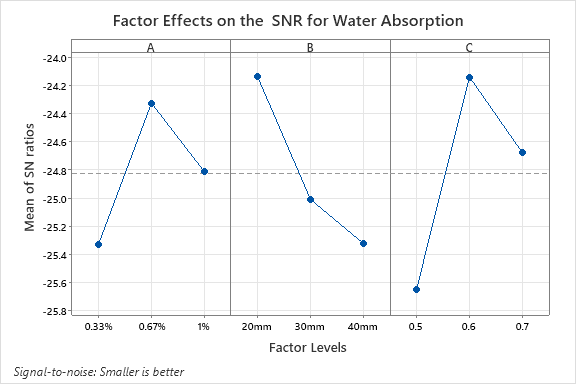 Factor Effects on the  SNR for Water Absorption
A B C
Mean of SN ratios
-24.0
-24.2
-24.4
-24.6
-24.8
-25.0
-25.2
-25.4
-25.6
-25.8
0.33% 0.67% 1% 20mm 30mm 40mm 0.5 0.6 0.7
Factor Levels
Signal-to-noise: Smaller is better